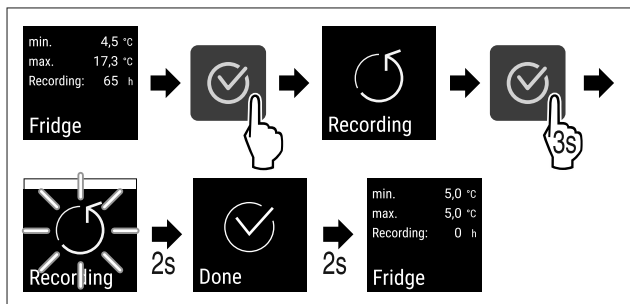 min. 4,5 °C
max. 17,3 °C
Recording: 65 h
Fridge
Recording
3s
Recording
2s
Done
2s
min. 5,0 °C
max. 5,0 °C
Recording: 0 h
Fridge